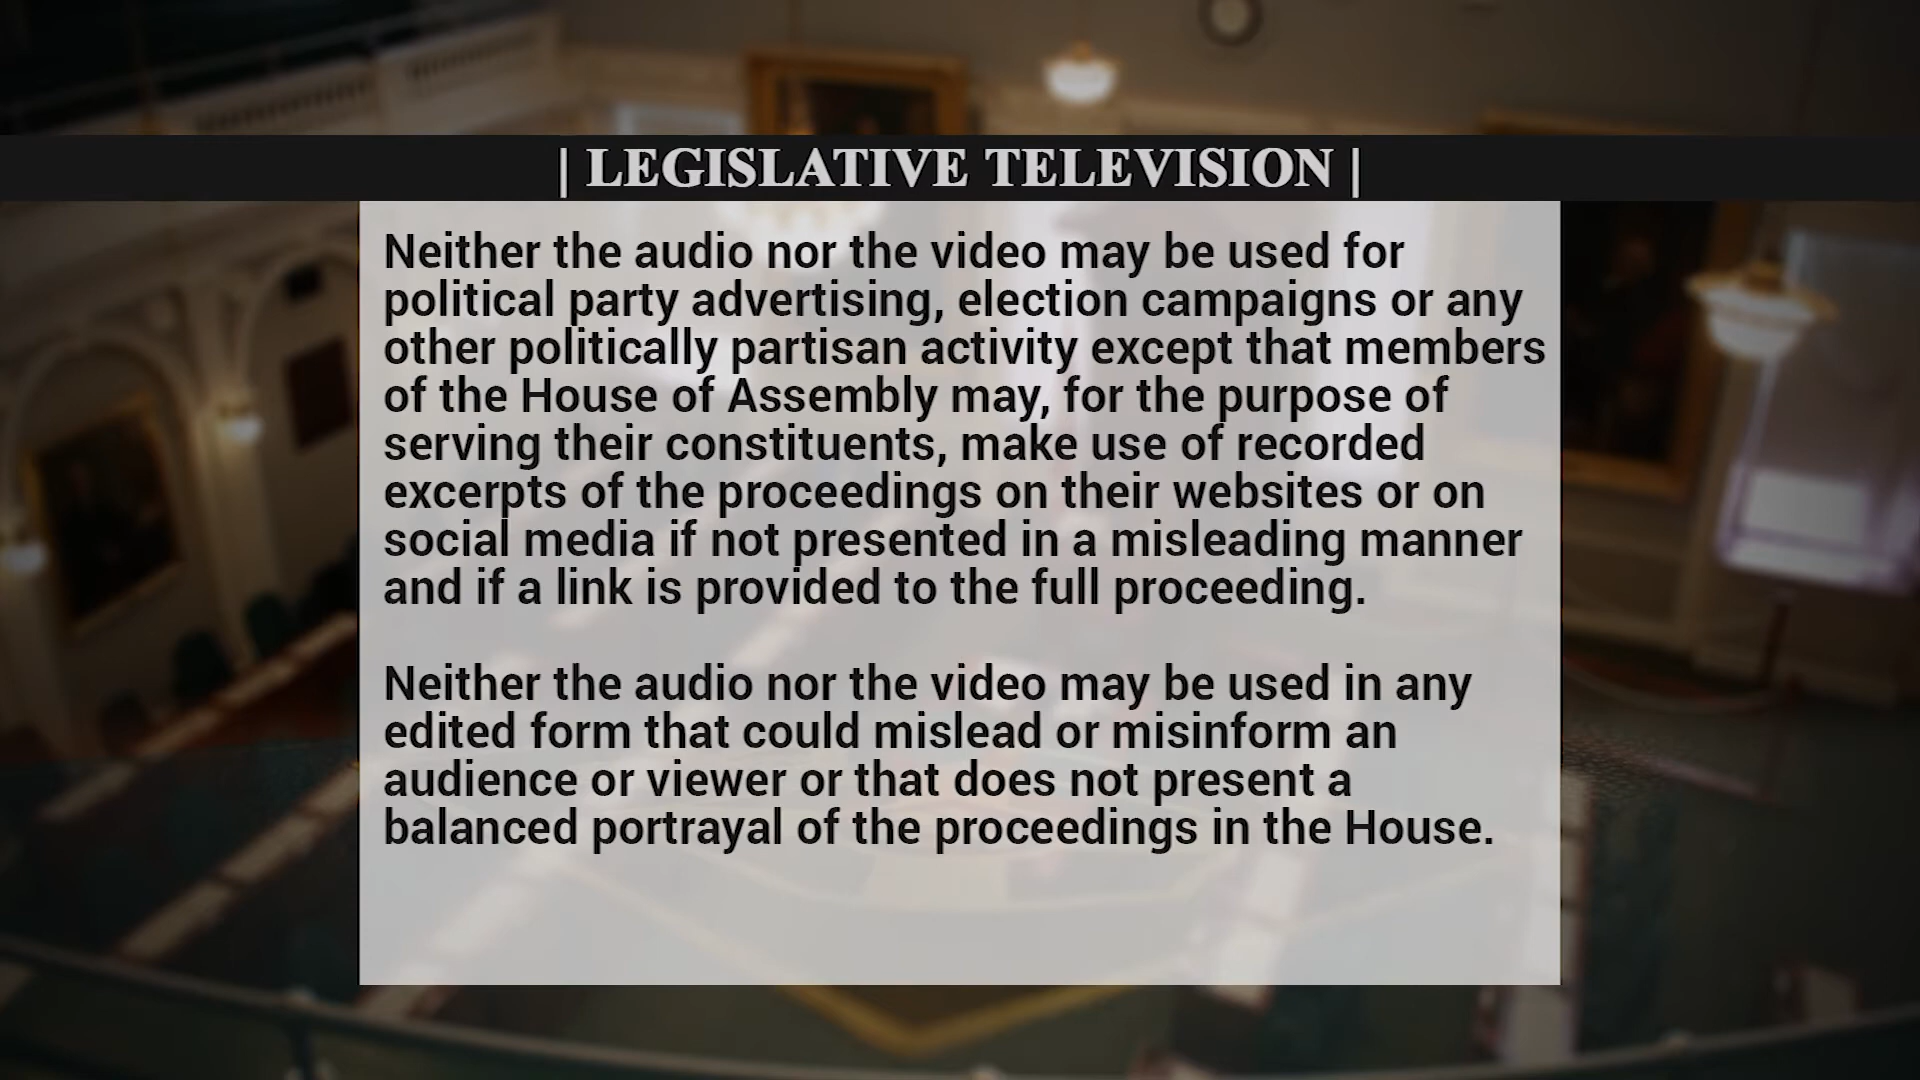 | LEGISLATIVE TELEVISION |
Neither the audio nor the video may be used for
political party advertising, election campaigns or any
other politically partisan activity except that members
of the House of Assembly may, for the purpose of
serving their constituents, make use of recorded
excerpts of the proceedings on their websites or on
social media if not presented in a misleading manner
and if a link is provided to the full proceeding.
Neither the audio nor the video may be used in any
edited form that could mislead or misinform an
audience or viewer or that does not present a
balanced portrayal of the proceedings in the House.